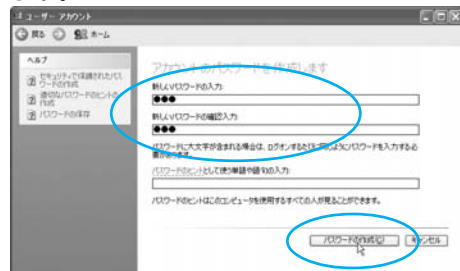 ユーザー アカウント
戻る ホーム
ヘルプ
セキュリティで保護されたパス
ワードの作成
適切なパスワードのヒントの
作成
パスワードの保存
アカウントのパスワードを作成します
新しいパスワードの入力:
●●●
新しいパスワードの確認入力:
●●●
パスワードに大文字が含まれる場合は、ログオンするたびに同じようにパスワードを入力する必
要があります。
パスワードのヒントとして使う単語や語句の入力:
パスワードのヒントはこのコンピュータを使用するすべての人が見ることができます。
パスワードの作成(C) キャンセル